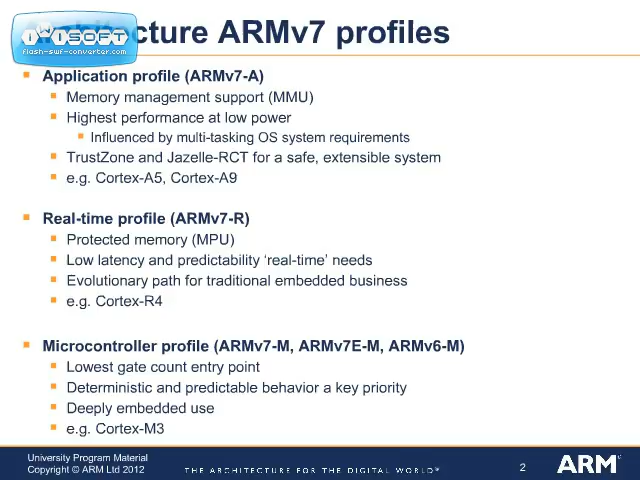 iWiSOFT
flash-swf-converter.com
cture ARMv7 profiles
Application profile (ARMv7-A)
Memory management support (MMU)
Highest performance at low power
Influenced by multi-tasking OS system requirements
TrustZone and Jazelle-RCT for a safe, extensible system
e.g. Cortex-A5, Cortex-A9
Real-time profile (ARMv7-R)
Protected memory (MPU)
Low latency and predictability ‘real-time’ needs
Evolutionary path for traditional embedded business
e.g. Cortex-R4
Microcontroller profile (ARMv7-M, ARMv7E-M, ARMv6-M)
Lowest gate count entry point
Deterministic and predictable behavior a key priority
Deeply embedded use
e.g. Cortex-M3
University Program Material
Copyright © ARM Ltd 2012
THE ARCHITECTURE FOR THE DIGITAL WORLD®
2
ARM®